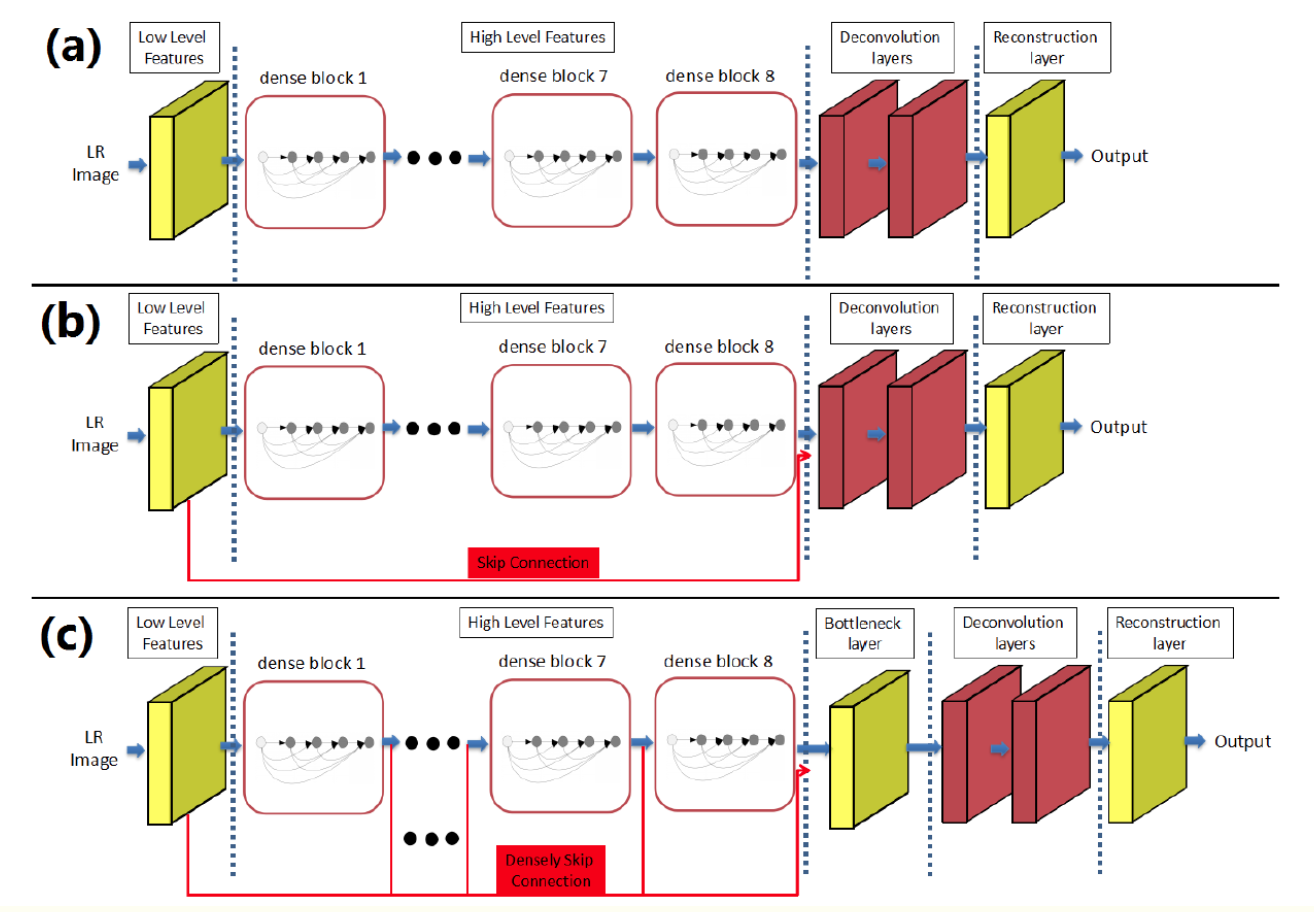 (a)
Low Level
Features
High Level Features
Deconvolution
layers
Reconstruction
layer
dense block 1
dense block 7
dense block 8
LR
Image
Output
(b)
Low Level
Features
High Level Features
Deconvolution
layers
Reconstruction
layer
dense block 1
dense block 7
dense block 8
LR
Image
Output
Skip Connection
(c)
Low Level
Features
High Level Features
Bottleneck
layer
Deconvolution
layers
Reconstruction
layer
dense block 1
dense block 7
dense block 8
LR
Image
Output
Densely Skip
Connection